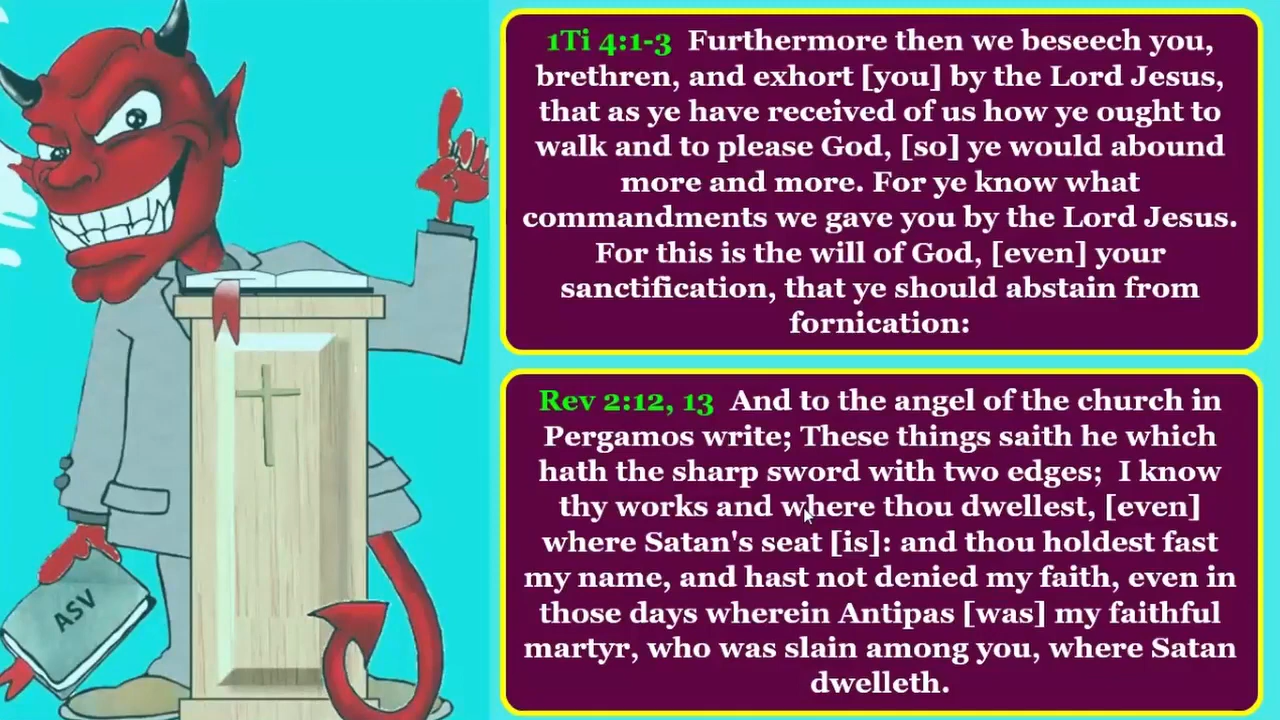 1Ti 4:1-3 Furthermore then we beseech you,
brethren, and exhort [you] by the Lord Jesus,
that as ye have received of us how ye ought to
walk and to please God, [so] ye would abound
more and more. For ye know what
commandments we gave you by the Lord Jesus.
For this is the will of God, [even] your
sanctification, that ye should abstain from
fornication:
Rev 2:12, 13 And to the angel of the church in
Pergamos write; These things saith he which
hath the sharp sword with two edges; I know
thy works and where thou dwellest, [even]
where Satan's seat [is]: and thou holdest fast
my name, and hast not denied my faith, even in
those days wherein Antipas [was] my faithful
martyr, who was slain among you, where Satan
dwelleth.
ASV